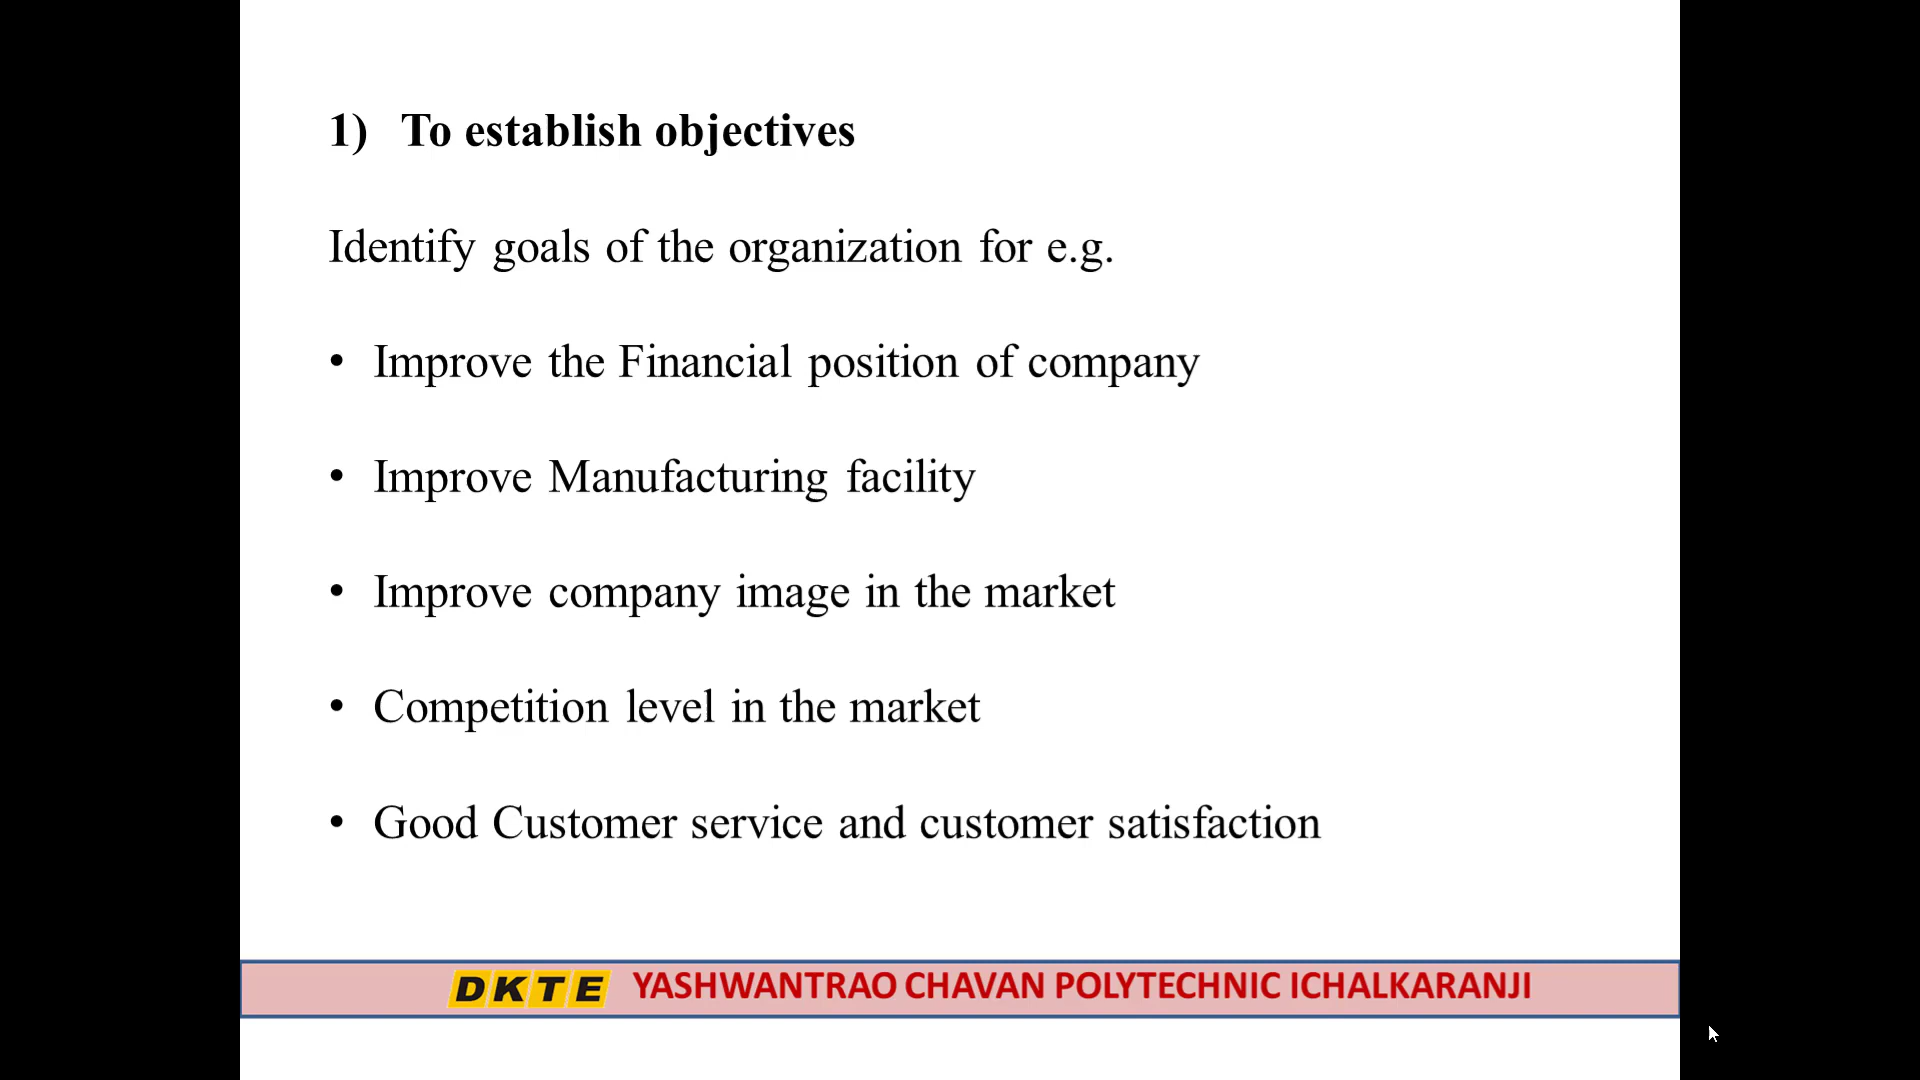 1) To establish objectives
Identify goals of the organization for e.g.
• Improve the Financial position of company
• Improve Manufacturing facility
• Improve company image in the market
• Competition level in the market
• Good Customer service and customer satisfaction
DKTE YASHWANTRAO CHAVAN POLYTECHNIC ICHALKARANJI